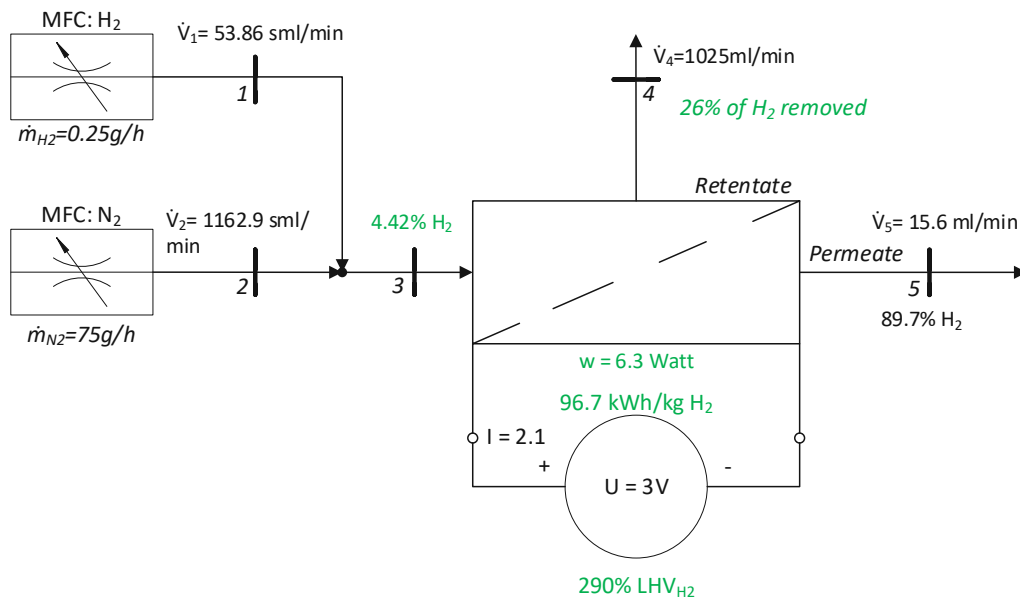 MFC: H₂
V̇₁= 53.86 sml/min
1
ṁH2=0.25g/h
MFC: N₂
V̇₂= 1162.9 sml/
min
2
ṁN2=75g/h
4.42% H₂
3
V̇₄=1025ml/min
4
26% of H₂ removed
Retentate
V̇₅= 15.6 ml/min
Permeate
5
89.7% H₂
w = 6.3 Watt
96.7 kWh/kg H₂
I = 2.1
+
-
U = 3V
290% LHVH2